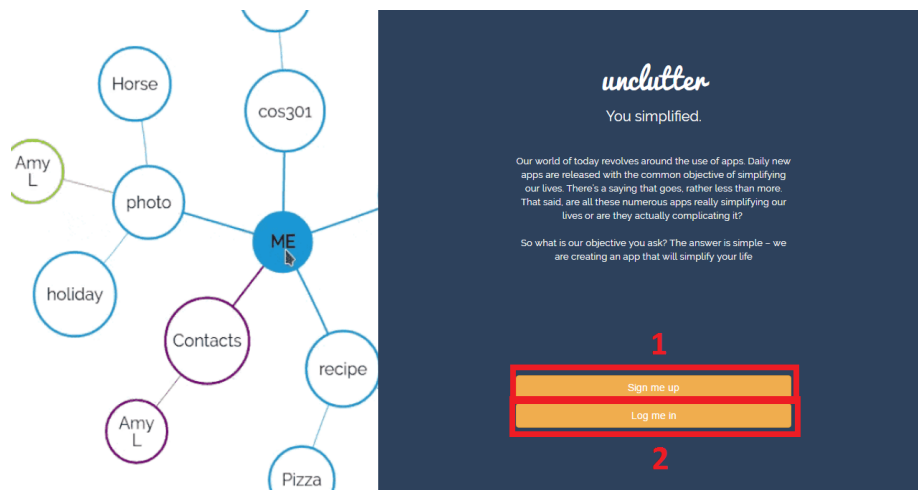 Horse
cos301
Amy
L
photo
ME
holiday
Contacts
recipe
Amy
L
Pizza
unclutter
You simplified.
Our world of today revolves around the use of apps. Daily new
apps are released with the common objective of simplifying
our lives. There's a saying that goes, rather less than more.
That said, are all these numerous apps really simplifying our
lives or are they actually complicating it?
So what is our objective you ask? The answer is simple – we
are creating an app that will simplify your life
1
Sign me up
Log me in
2